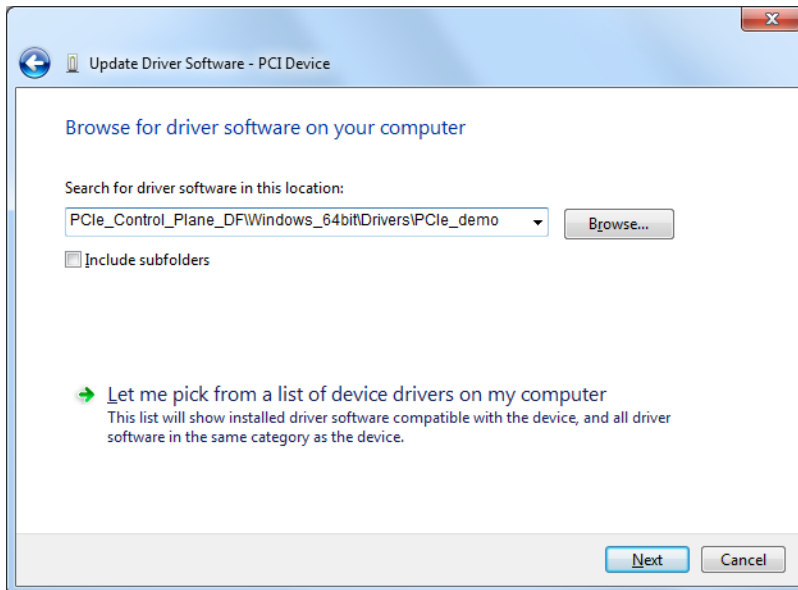 Update Driver Software - PCI Device
Browse for driver software on your computer
Search for driver software in this location:
PCIe_Control_Plane_DF\Windows_64bit\Drivers\PCIe_demo
Browse...
Include subfolders
Let me pick from a list of device drivers on my computer
This list will show installed driver software compatible with the device, and all driver
software in the same category as the device.
Next
Cancel